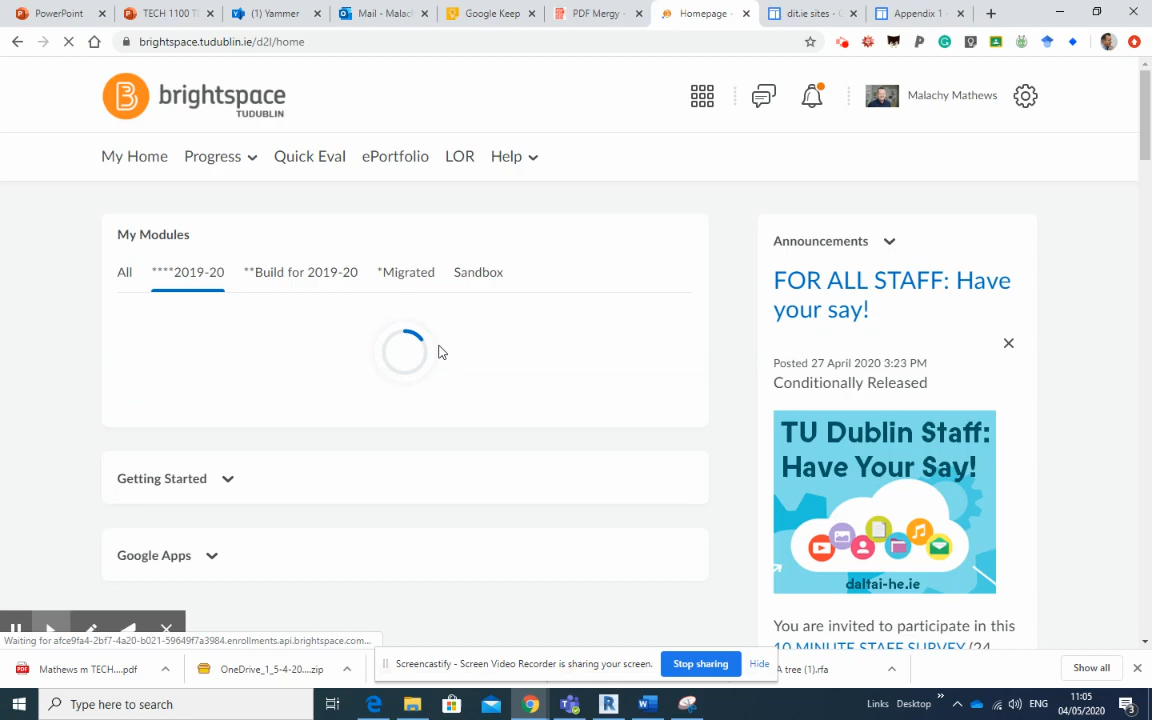 PowerPoint
TECH 1100 T
(1) Yammer
Mail - Malac
Google Keep
PDF Mergy -
Homepage -
dit.ie sites -
Appendix 1
brightspace.tudublin.ie/d2l/home
brightspace
TUDUBLIN
Malachy Mathews
My Home
Progress
Quick Eval
ePortfolio
LOR
Help
My Modules
All
****2019-20
**Build for 2019-20
*Migrated
Sandbox
Getting Started
Google Apps
Announcements
FOR ALL STAFF: Have
your say!
Posted 27 April 2020 3:23 PM
Conditionally Released
TU Dublin Staff:
Have Your Say!
daltai-he.ie
You are invited to participate in this
10 MINUTE STAFF SURVEY (24
Waiting for afce9fa4-2bf7-4a20-b021-59649f7a3984.enrollments.api.brightspace.com...
Mathews m TECH....pdf
OneDrive_1_5-4-20....zip
Screencastify - Screen Video Recorder is sharing your screen.
Stop sharing
Hide
A tree (1).rfa
Show all
Type here to search
Links
Desktop
ENG
11:05
04/05/2020
3